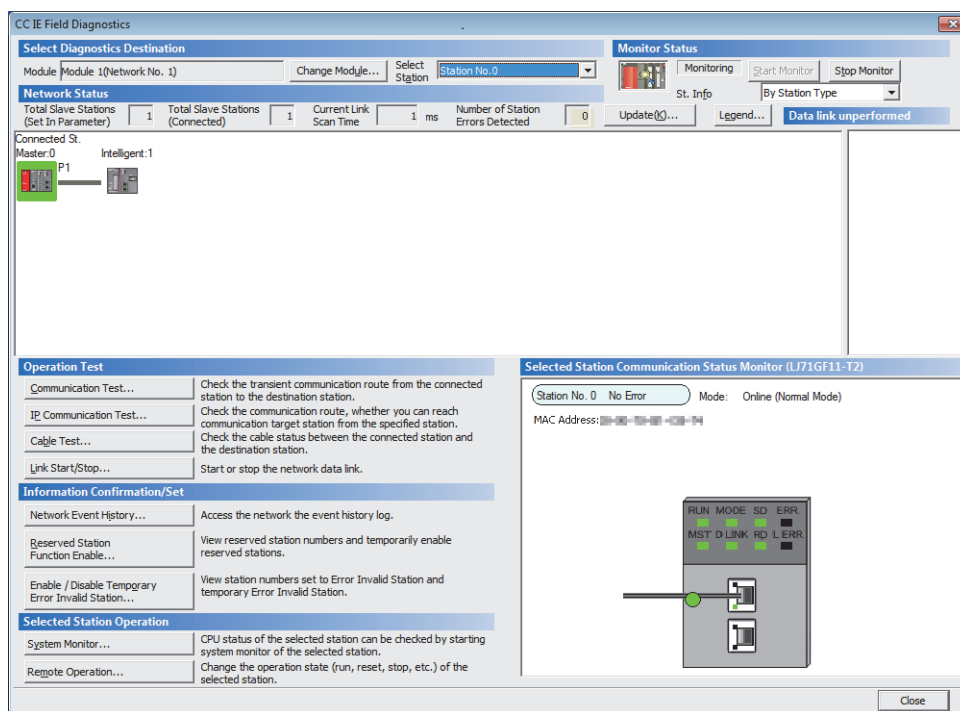 CC IE Field Diagnostics
Select Diagnostics Destination
Monitor Status
Module Module 1(Network No. 1)
Change Module...
Select
Station
Station No.0
Monitoring
Start Monitor
Stop Monitor
St. Info
By Station Type
Network Status
Total Slave Stations
(Set In Parameter)
1
Total Slave Stations
(Connected)
1
Current Link
Scan Time
1 ms
Number of Station
Errors Detected
0
Update(K)...
Legend...
Data link unperformed
Connected St.
Master:0
Intelligent:1
P1
Operation Test
Communication Test...
Check the transient communication route from the connected
station to the destination station.
IP Communication Test...
Check the communication route, whether you can reach
communication target station from the specified station.
Cable Test...
Check the cable status between the connected station and
the destination station.
Link Start/Stop...
Start or stop the network data link.
Information Confirmation/Set
Network Event History...
Access the network the event history log.
Reserved Station
Function Enable...
View reserved station numbers and temporarily enable
reserved stations.
Enable / Disable Temporary
Error Invalid Station...
View station numbers set to Error Invalid Station and
temporary Error Invalid Station.
Selected Station Operation
System Monitor...
CPU status of the selected station can be checked by starting
system monitor of the selected station.
Remote Operation...
Change the operation state (run, reset, stop, etc.) of the
selected station.
Selected Station Communication Status Monitor (LJ71GF11-T2)
Station No. 0 No Error
Mode: Online (Normal Mode)
MAC Address:
RUN MODE SD ERR.
MST D LINK RD L ERR.
Close